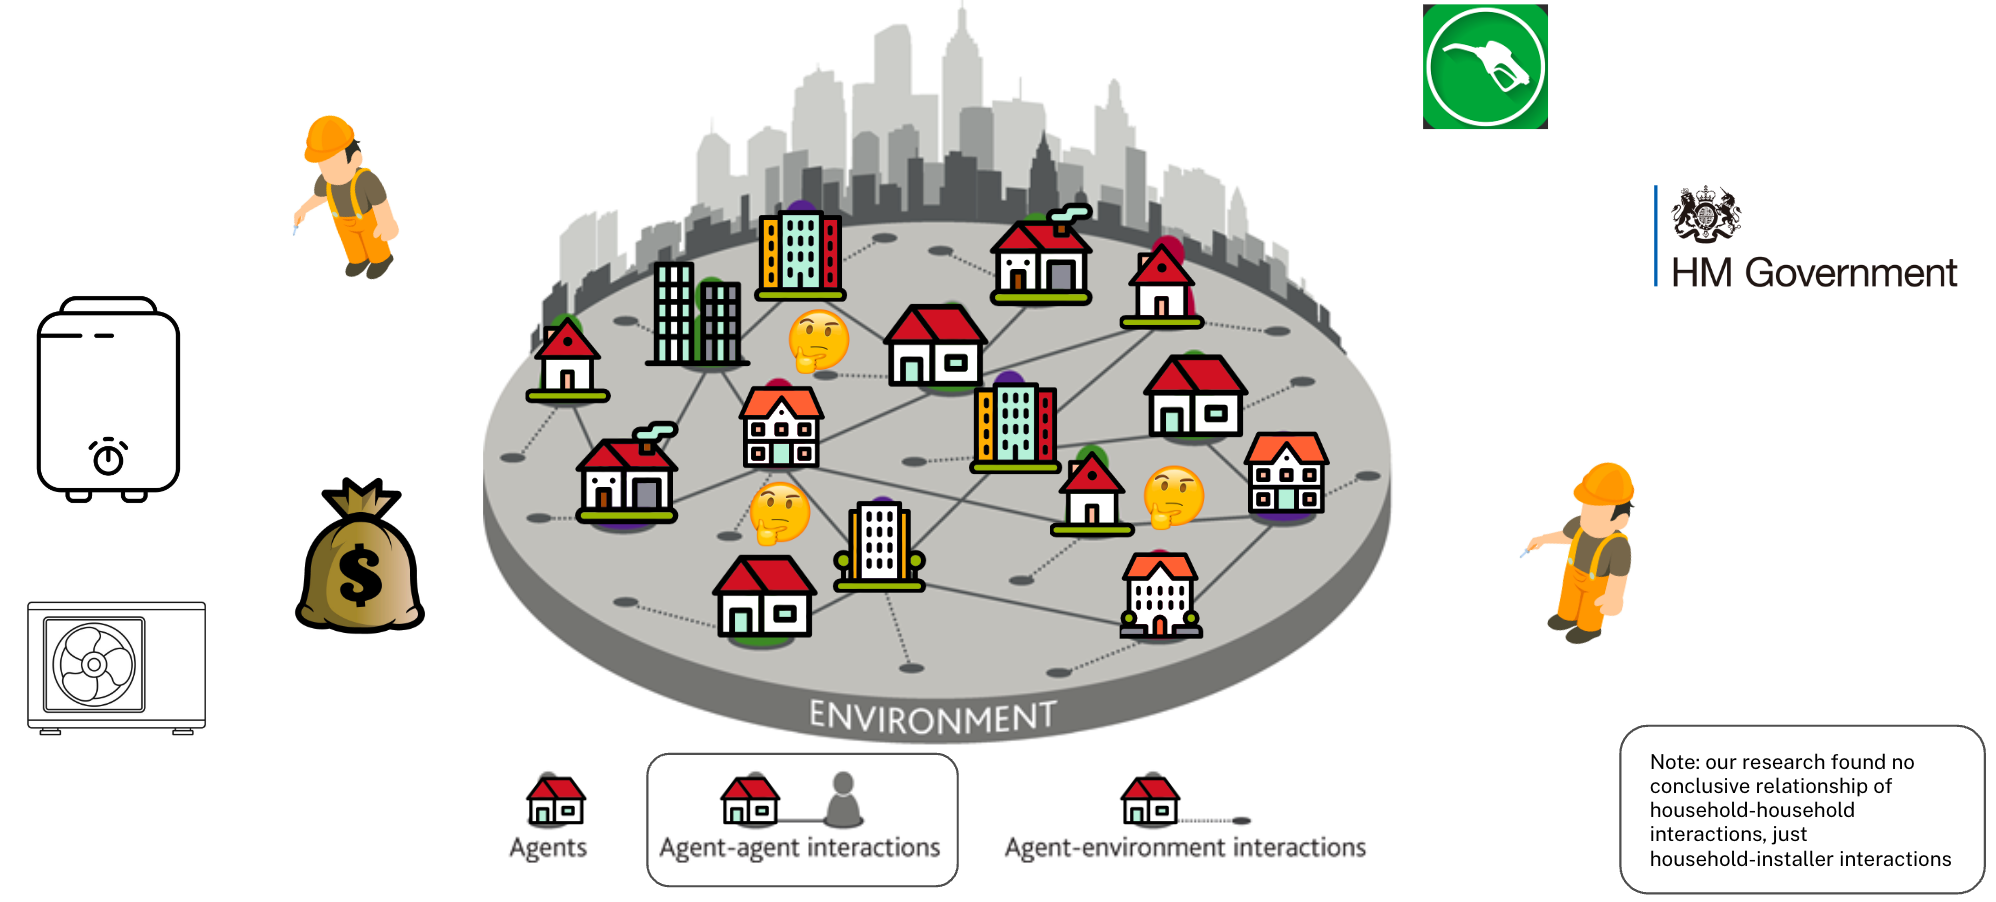 HM Government
$
ENVIRONMENT
Agents
Agent-agent interactions
Agent-environment interactions
Note: our research found no
conclusive relationship of
household-household
interactions, just
household-installer interactions